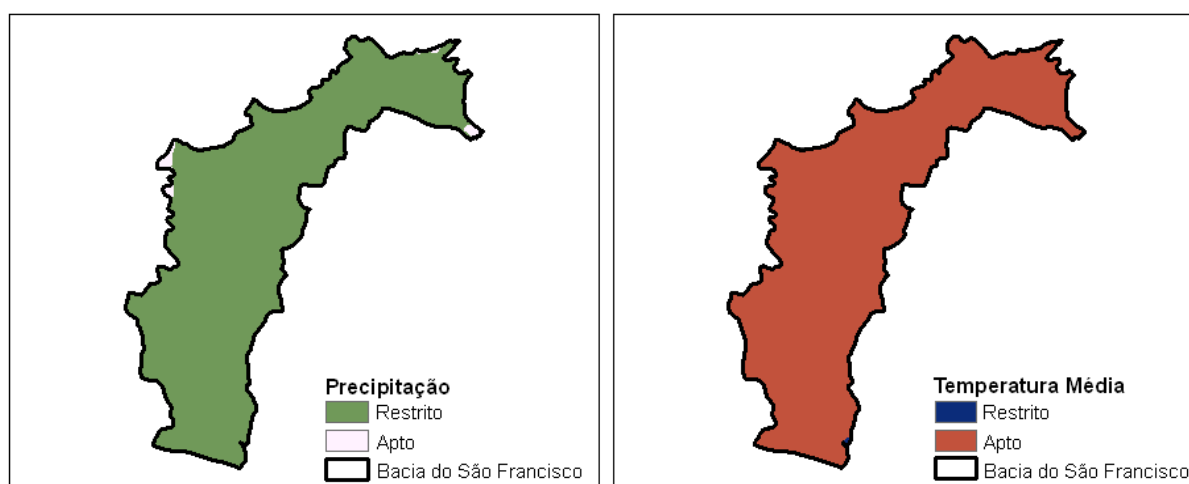 Precipitação
Restrito
Apto
Bacia do São Francisco
Temperatura Média
Restrito
Apto
Bacia do São Francisco